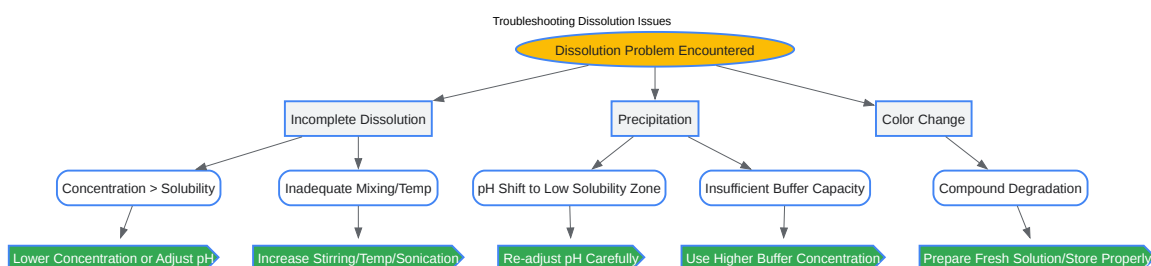 Troubleshooting Dissolution Issues
Dissolution Problem Encountered
Incomplete Dissolution
Precipitation
Color Change
Concentration > Solubility
Inadequate Mixing/Temp
pH Shift to Low Solubility Zone
Insufficient Buffer Capacity
Compound Degradation
Lower Concentration or Adjust pH
Increase Stirring/Temp/Sonication
Re-adjust pH Carefully
Use Higher Buffer Concentration
Prepare Fresh Solution/Store Properly